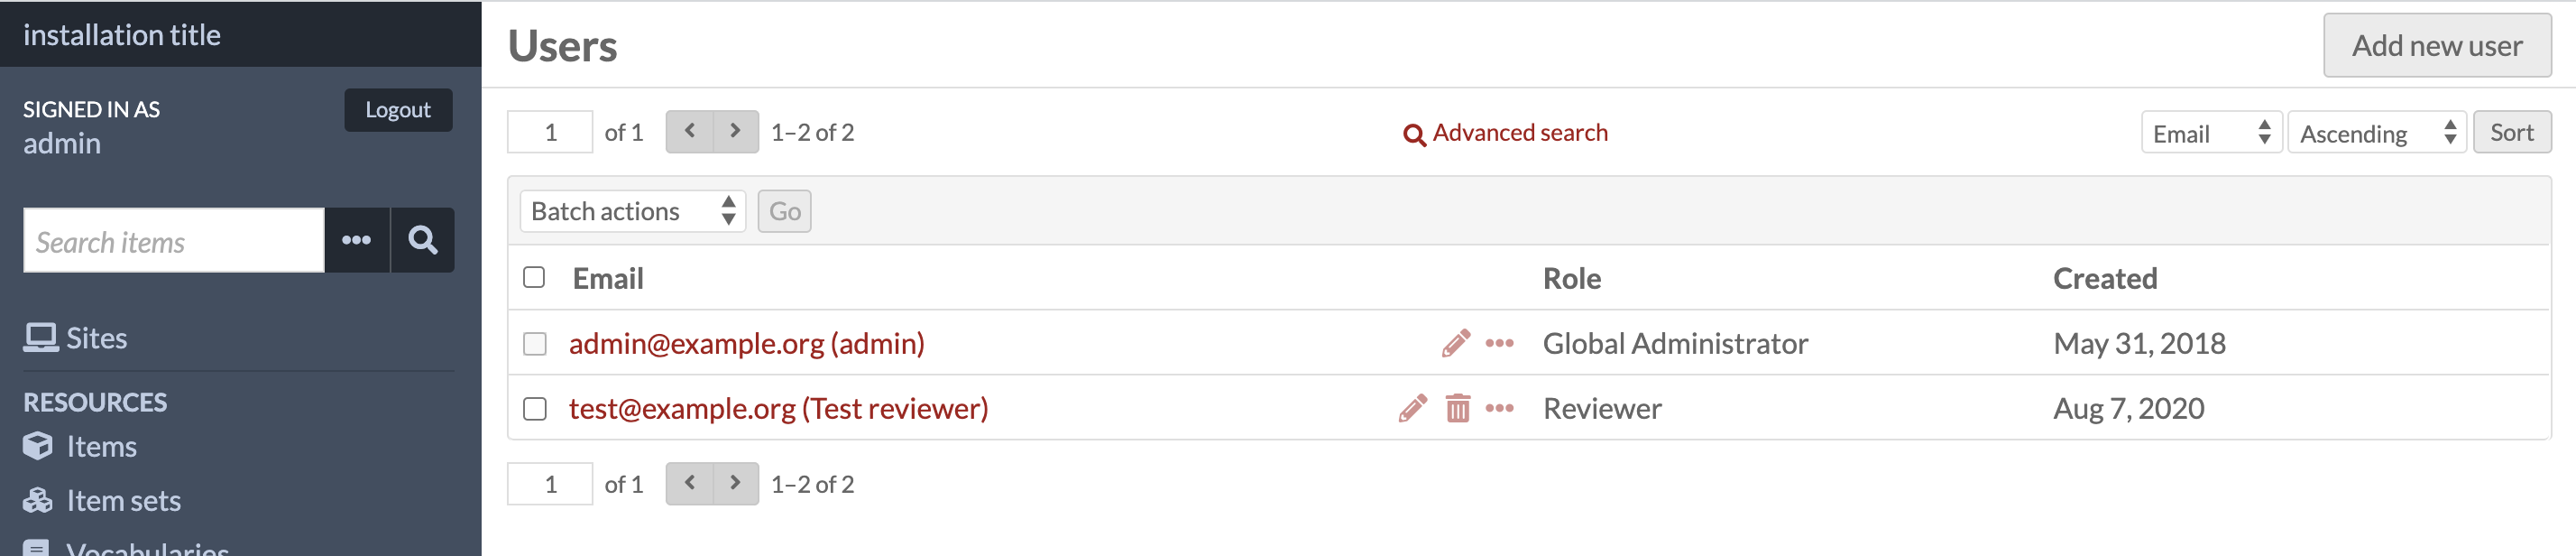 installation title
SIGNED IN AS
admin
Logout
Search items
Sites
RESOURCES
Items
Item sets
Vocabularies
Users
Add new user
1 of 1 1–2 of 2
Advanced search
Email Ascending Sort
Batch actions Go
Email Role Created
admin@example.org (admin) Global Administrator May 31, 2018
test@example.org (Test reviewer) Reviewer Aug 7, 2020
1 of 1 1–2 of 2